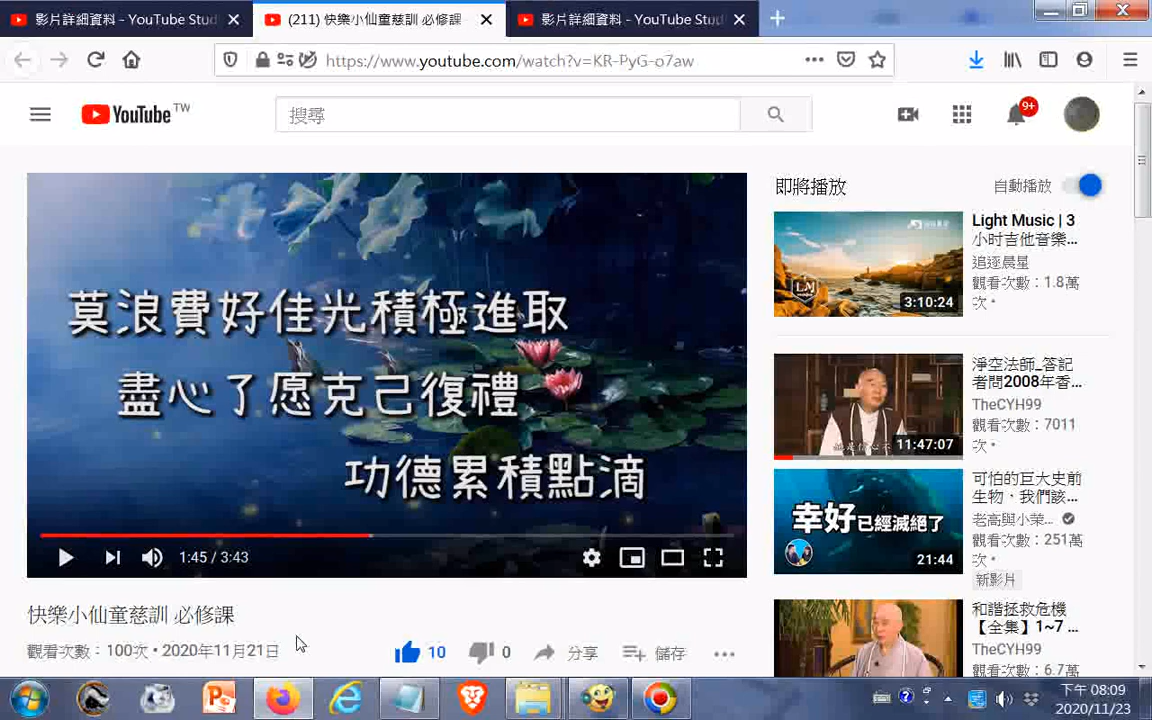 影片詳細資料 - YouTube Stud
(211) 快樂小仙童慈訓 必修課
影片詳細資料 - YouTube Stud
https://www.youtube.com/watch?v=KR-PyG-o7aw
YouTube TW
搜尋
9+
莫浪費好佳光積極進取
盡心了愿克己復禮
功德累積點滴
1:45 / 3:43
快樂小仙童慈訓 必修課
觀看次數：100次 • 2020年11月21日
10
0
分享
儲存
即將播放
自動播放
LM
3:10:24
Light Music | 3
小时吉他音樂...
追逐晨星
觀看次數：1.8萬
次 •
11:47:07
淨空法師_答記
者問2008年香...
TheCYH99
觀看次數：7011
次 •
幸好已經滅絕了
21:44
可怕的巨大史前
生物，我們該...
老高與小茉...
觀看次數：251萬
次 •
新影片
和諧拯救危機
【全集】1~7 ...
TheCYH99
觀看次數：6.7萬
下午 08:09
2020/11/23